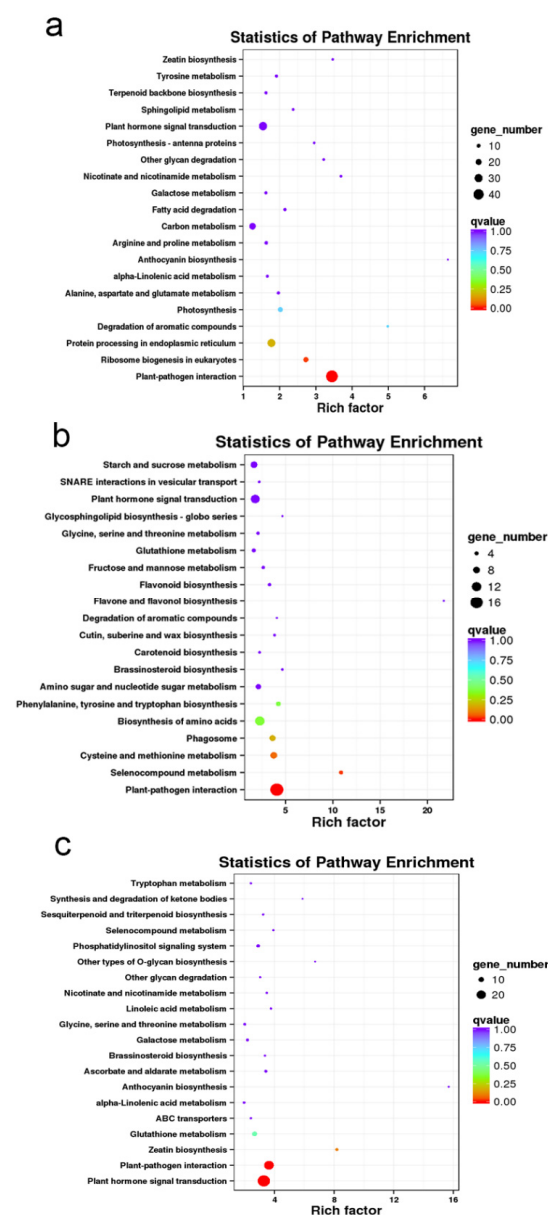 a
Statistics of Pathway Enrichment
Zeatin biosynthesis
Tyrosine metabolism
Terpenoid backbone biosynthesis
Sphingolipid metabolism
Plant hormone signal transduction
Photosynthesis - antenna proteins
Other glycan degradation
Nicotinate and nicotinamide metabolism
Galactose metabolism
Fatty acid degradation
Carbon metabolism
Arginine and proline metabolism
Anthocyanin biosynthesis
alpha-Linolenic acid metabolism
Alanine, aspartate and glutamate metabolism
Photosynthesis
Degradation of aromatic compounds
Protein processing in endoplasmic reticulum
Ribosome biogenesis in eukaryotes
Plant-pathogen interaction
1 2 3 4 5 6
Rich factor
gene_number
10
20
30
40
qvalue
1.00
0.75
0.50
0.25
0.00
b
Statistics of Pathway Enrichment
Starch and sucrose metabolism
SNARE interactions in vesicular transport
Plant hormone signal transduction
Glycosphingolipid biosynthesis - globo series
Glycine, serine and threonine metabolism
Glutathione metabolism
Fructose and mannose metabolism
Flavonoid biosynthesis
Flavone and flavonol biosynthesis
Degradation of aromatic compounds
Cutin, suberine and wax biosynthesis
Carotenoid biosynthesis
Brassinosteroid biosynthesis
Amino sugar and nucleotide sugar metabolism
Phenylalanine, tyrosine and tryptophan biosynthesis
Biosynthesis of amino acids
Phagosome
Cysteine and methionine metabolism
Selenocompound metabolism
Plant-pathogen interaction
5 10 15 20
Rich factor
gene_number
4
8
12
16
qvalue
1.00
0.75
0.50
0.25
0.00
c
Statistics of Pathway Enrichment
Tryptophan metabolism
Synthesis and degradation of ketone bodies
Sesquiterpenoid and triterpenoid biosynthesis
Selenocompound metabolism
Phosphatidylinositol signaling system
Other types of O-glycan biosynthesis
Other glycan degradation
Nicotinate and nicotinamide metabolism
Linoleic acid metabolism
Glycine, serine and threonine metabolism
Galactose metabolism
Brassinosteroid biosynthesis
Ascorbate and aldarate metabolism
Anthocyanin biosynthesis
alpha-Linolenic acid metabolism
ABC transporters
Glutathione metabolism
Zeatin biosynthesis
Plant-pathogen interaction
Plant hormone signal transduction
4 8 12 16
Rich factor
gene_number
10
20
qvalue
1.00
0.75
0.50
0.25
0.00